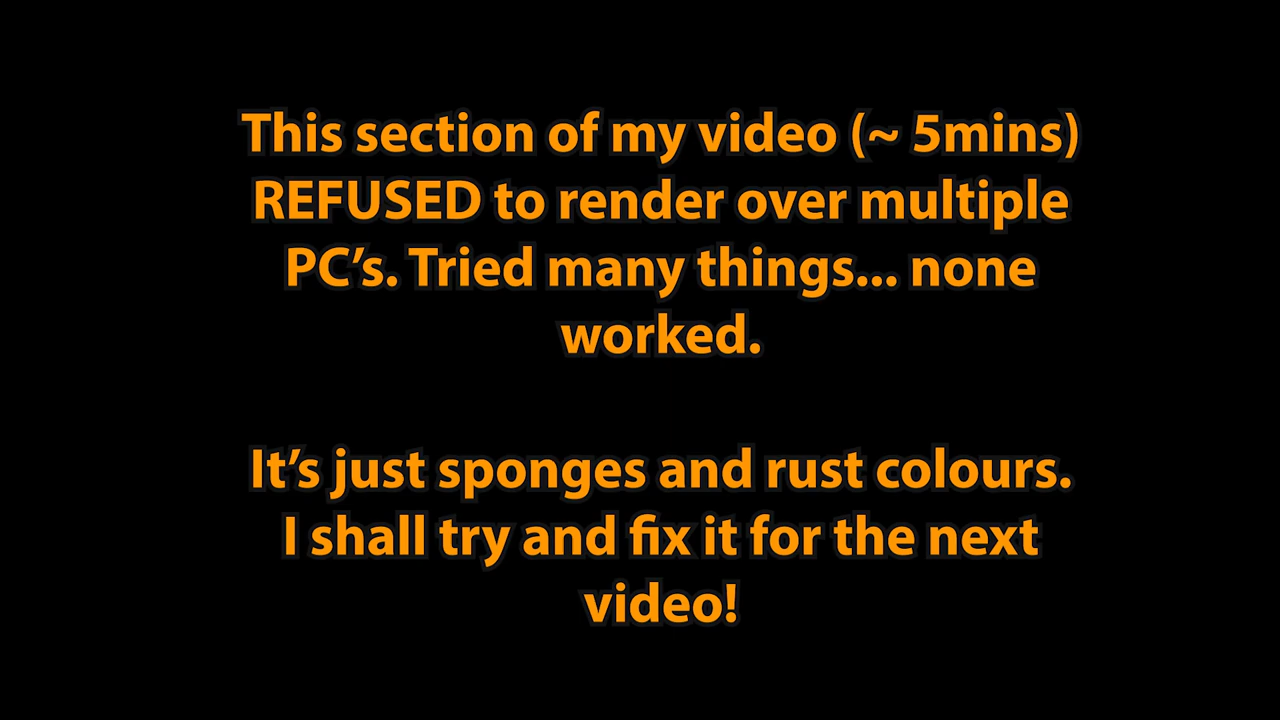 This section of my video (~ 5mins)
REFUSED to render over multiple
PC’s. Tried many things... none
worked.
It’s just sponges and rust colours.
I shall try and fix it for the next
video!